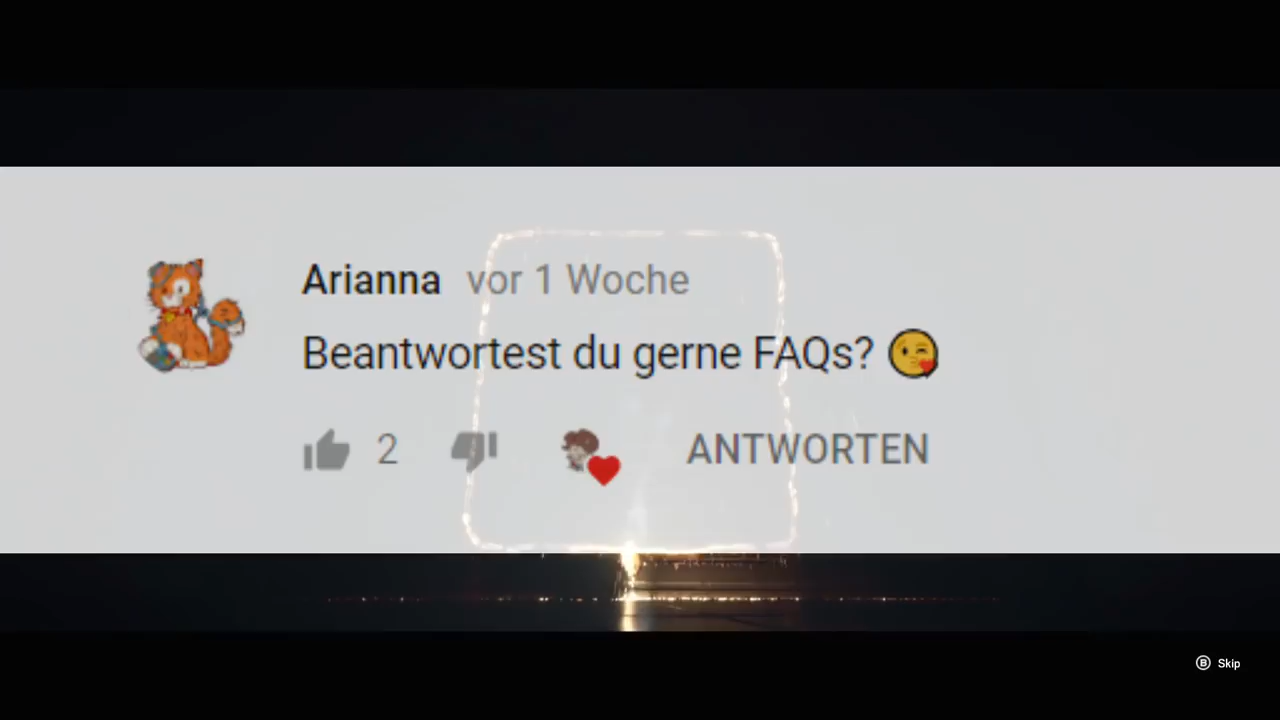 Arianna vor 1 Woche
Beantwortest du gerne FAQs? 😘
2 ANTWORTEN
B Skip